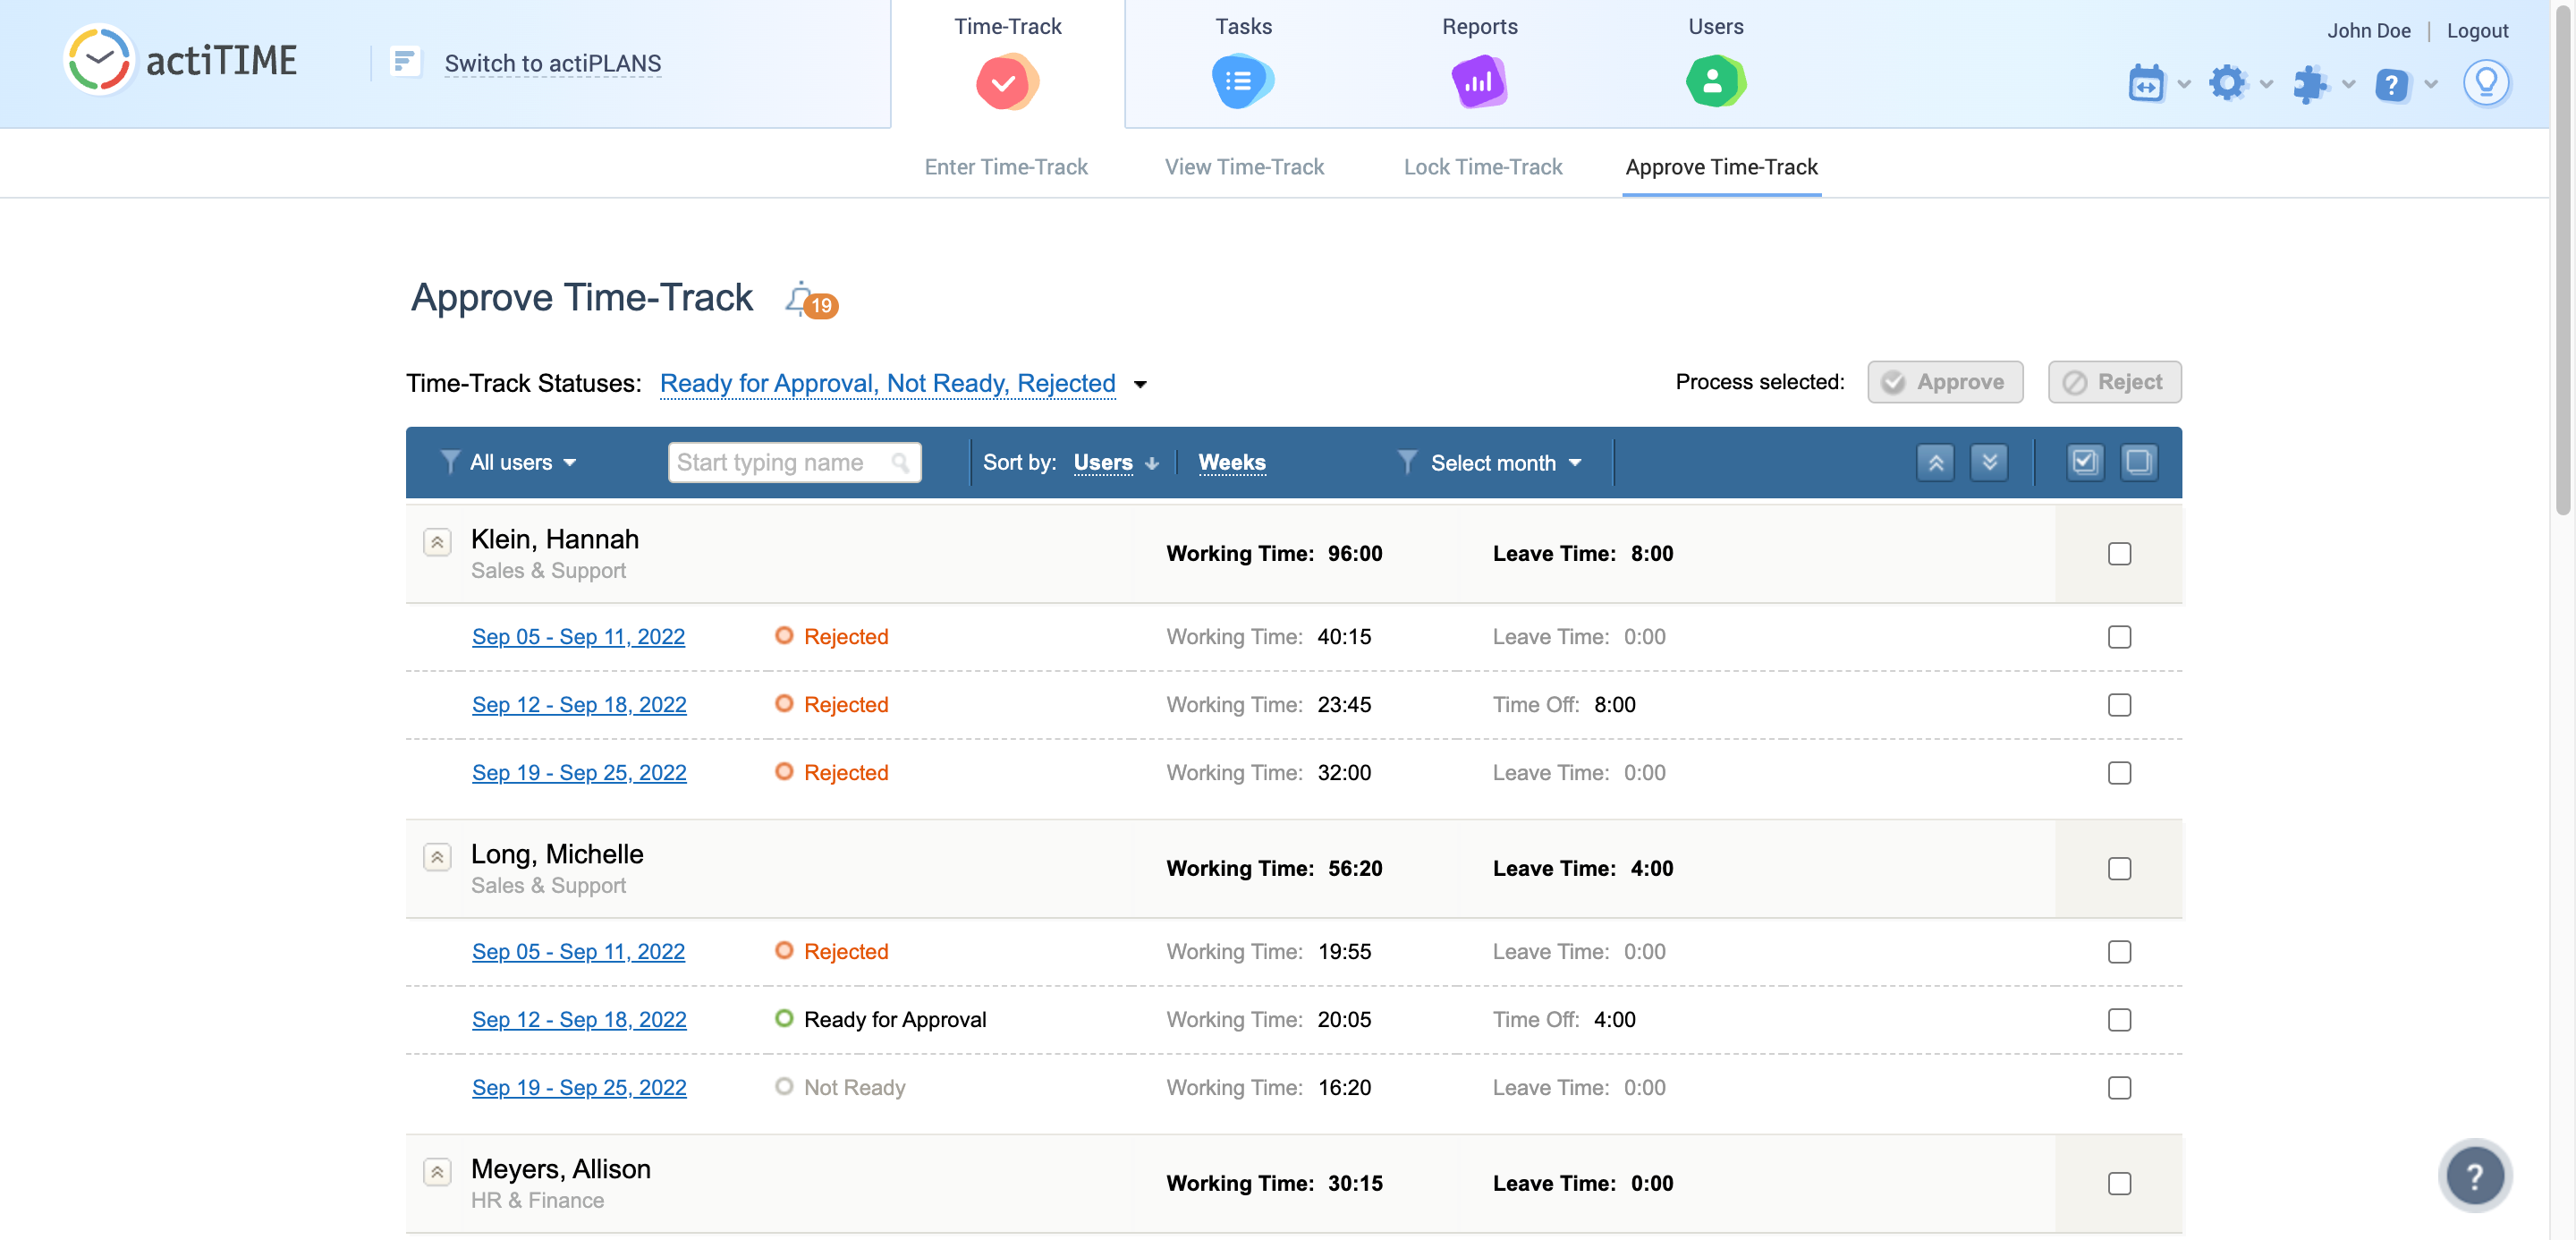 actiTIME
Switch to actiPLANS
Time-Track
Tasks
Reports
Users
John Doe
Logout
?
Enter Time-Track
View Time-Track
Lock Time-Track
Approve Time-Track
Approve Time-Track 19
Time-Track Statuses: Ready for Approval, Not Ready, Rejected
Process selected: Approve Reject
All users
Start typing name
Sort by: Users Weeks
Select month
Klein, Hannah
Sales & Support
Working Time: 96:00 Leave Time: 8:00
Sep 05 - Sep 11, 2022 Rejected Working Time: 40:15 Leave Time: 0:00
Sep 12 - Sep 18, 2022 Rejected Working Time: 23:45 Time Off: 8:00
Sep 19 - Sep 25, 2022 Rejected Working Time: 32:00 Leave Time: 0:00
Long, Michelle
Sales & Support
Working Time: 56:20 Leave Time: 4:00
Sep 05 - Sep 11, 2022 Rejected Working Time: 19:55 Leave Time: 0:00
Sep 12 - Sep 18, 2022 Ready for Approval Working Time: 20:05 Time Off: 4:00
Sep 19 - Sep 25, 2022 Not Ready Working Time: 16:20 Leave Time: 0:00
Meyers, Allison
HR & Finance
Working Time: 30:15 Leave Time: 0:00
?